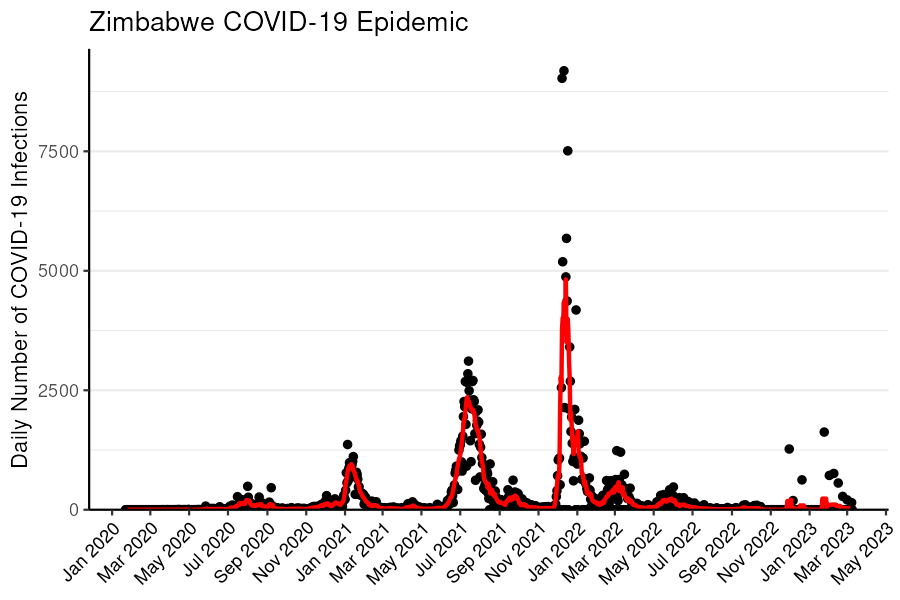 Zimbabwe COVID-19 Epidemic
Daily Number of COVID-19 Infections
7500
5000
2500
0
Jan 2020
Mar 2020
May 2020
Jul 2020
Sep 2020
Nov 2020
Jan 2021
Mar 2021
May 2021
Jul 2021
Sep 2021
Nov 2021
Jan 2022
Mar 2022
May 2022
Jul 2022
Sep 2022
Nov 2022
Jan 2023
Mar 2023
May 2023